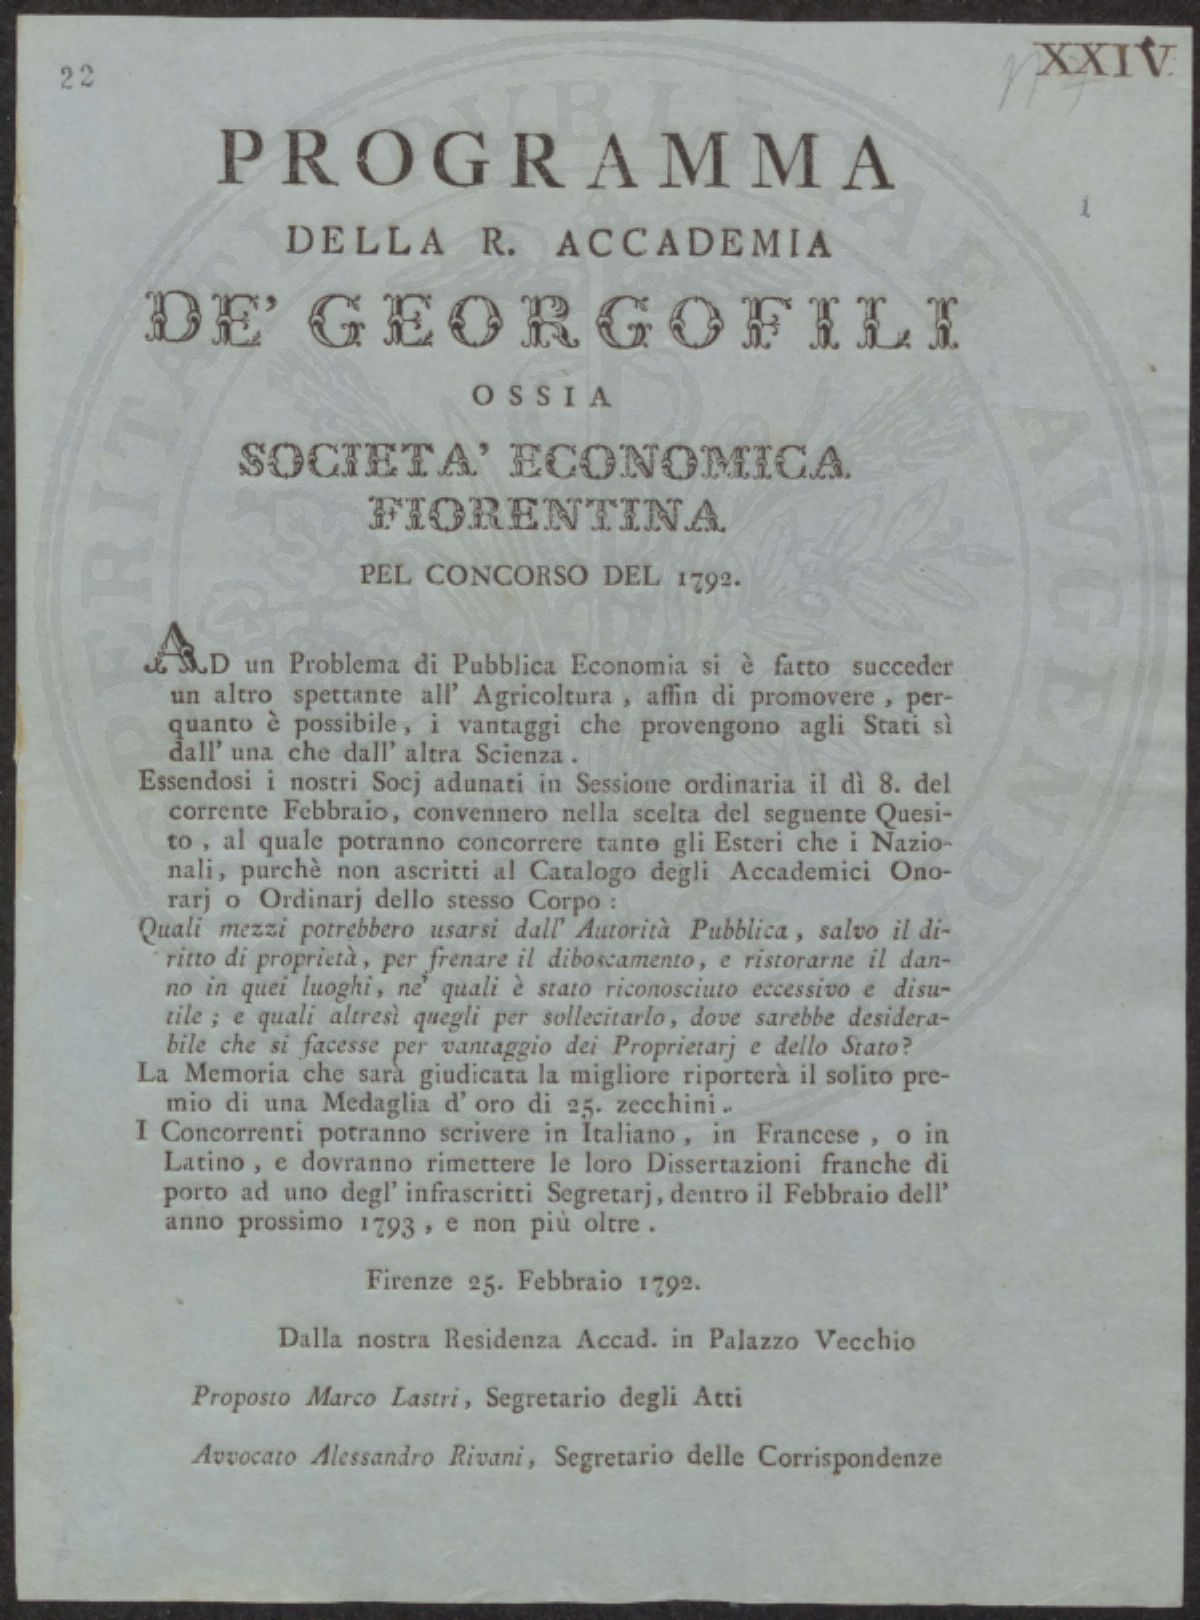 22
XXIV.
1
PROGRAMMA
DELLA R. ACCADEMIA
DE' GEORGOFILI
OSSIA
SOCIETA' ECONOMICA
FIORENTINA
PEL CONCORSO DEL 1792.
AD un Problema di Pubblica Economia si è fatto succeder
un altro spettante all' Agricoltura , affin di promovere , per-
quanto è possibile, i vantaggi che provengono agli Stati sì
dall' una che dall' altra Scienza .
Essendosi i nostri Socj adunati in Sessione ordinaria il dì 8. del
corrente Febbraio, convennero nella scelta del seguente Quesi-
to , al quale potranno concorrere tanto gli Esteri che i Nazio-
nali, purchè non ascritti al Catalogo degli Accademici Ono-
rarj o Ordinarj dello stesso Corpo :
Quali mezzi potrebbero usarsi dall' Autorità Pubblica, salvo il di-
ritto di proprietà, per frenare il diboscamento, e ristorarne il dan-
no in quei luoghi, ne' quali è stato riconosciuto eccessivo e disu-
tile ; e quali altresì quegli per sollecitarlo, dove sarebbe desidera-
bile che si facesse per vantaggio dei Proprietarj e dello Stato?
La Memoria che sarà giudicata la migliore riporterà il solito pre-
mio di una Medaglia d' oro di 25. zecchini .
I Concorrenti potranno scrivere in Italiano , in Francese , o in
Latino , e dovranno rimettere le loro Dissertazioni franche di
porto ad uno degl' infrascritti Segretarj, dentro il Febbraio dell'
anno prossimo 1793 , e non più oltre .
Firenze 25. Febbraio 1792.
Dalla nostra Residenza Accad. in Palazzo Vecchio
Proposto Marco Lastri, Segretario degli Atti
Avvocato Alessandro Rivani, Segretario delle Corrispondenze